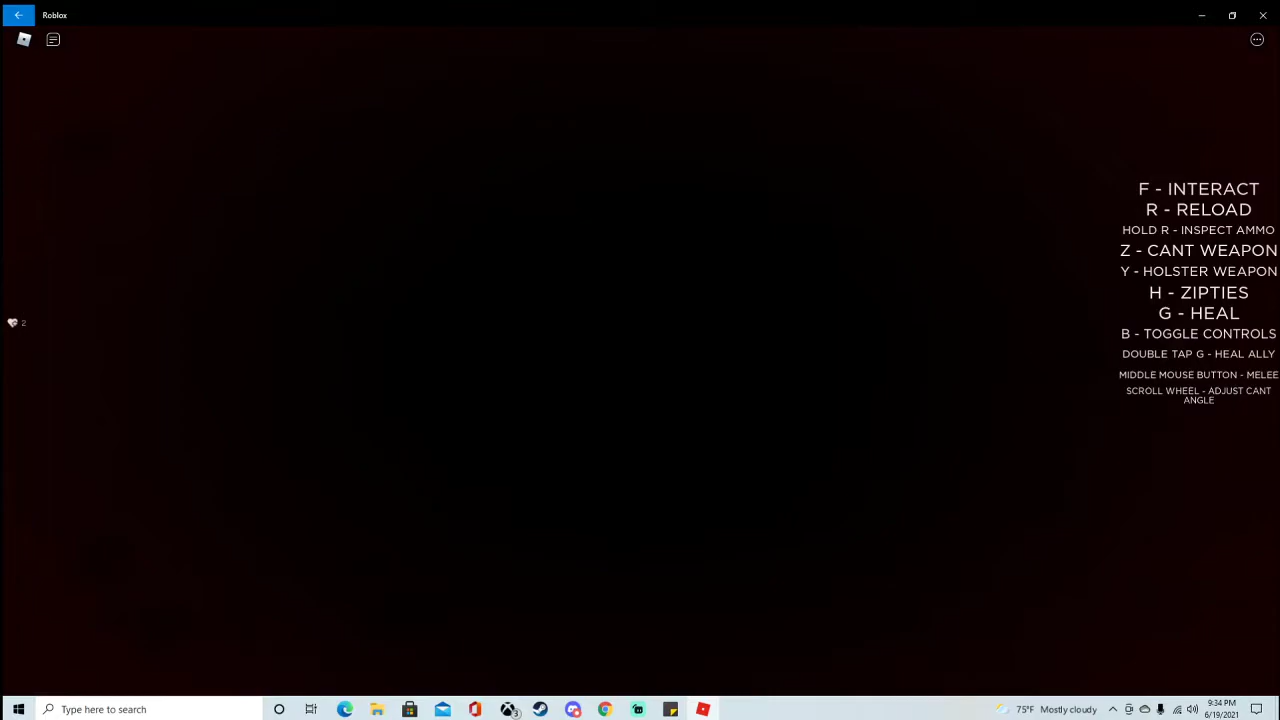 Roblox
F - INTERACT
R - RELOAD
HOLD R - INSPECT AMMO
Z - CANT WEAPON
Y - HOLSTER WEAPON
H - ZIPTIES
G - HEAL
2
B - TOGGLE CONTROLS
DOUBLE TAP G - HEAL ALLY
MIDDLE MOUSE BUTTON - MELEE
SCROLL WHEEL - ADJUST CANT
ANGLE
Type here to search
3
75°F Mostly cloudy
9:34 PM
6/19/2021